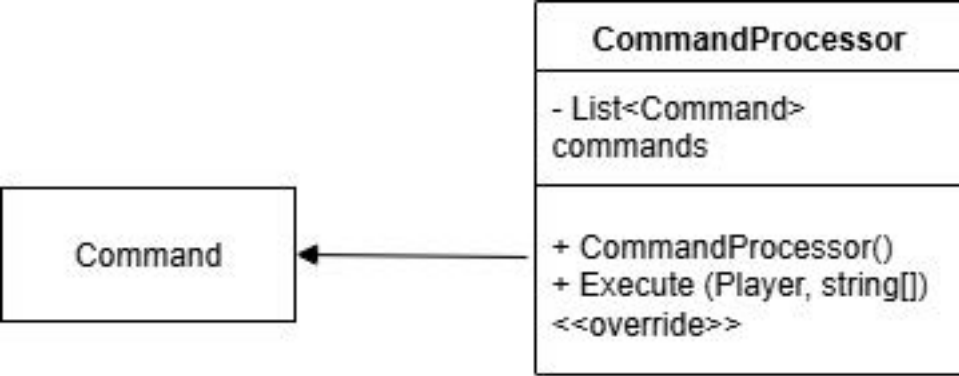 CommandProcessor
- List<Command>
commands
Command
+ CommandProcessor()
+ Execute (Player, string[])
<<override>>